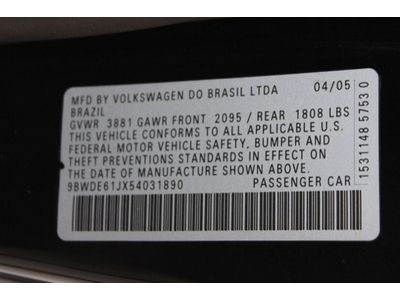 MFD BY VOLKSWAGEN DO BRASIL LTDA 04/05
BRAZIL
GVWR 3881 GAWR FRONT 2095 / REAR 1808 LBS
THIS VEHICLE CONFORMS TO ALL APPLICABLE U.S.
FEDERAL MOTOR VEHICLE SAFETY, BUMPER AND
THEFT PREVENTIONS STANDARDS IN EFFECT ON
THE DATE OF MANUFACTURE SHOWN ABOVE.
9BWDE61JX54031890 PASSENGER CAR
1531148 5753 0